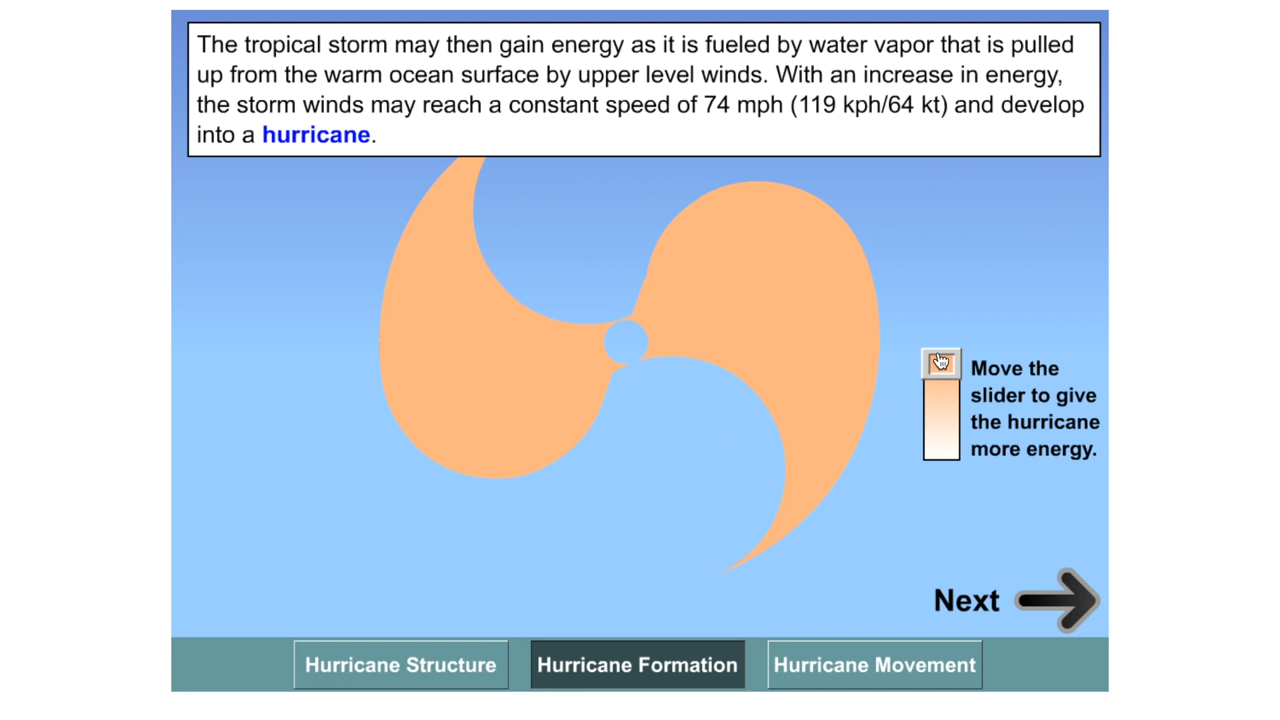 The tropical storm may then gain energy as it is fueled by water vapor that is pulled
up from the warm ocean surface by upper level winds. With an increase in energy,
the storm winds may reach a constant speed of 74 mph (119 kph/64 kt) and develop
into a hurricane.
Move the
slider to give
the hurricane
more energy.
Next
Hurricane Structure
Hurricane Formation
Hurricane Movement